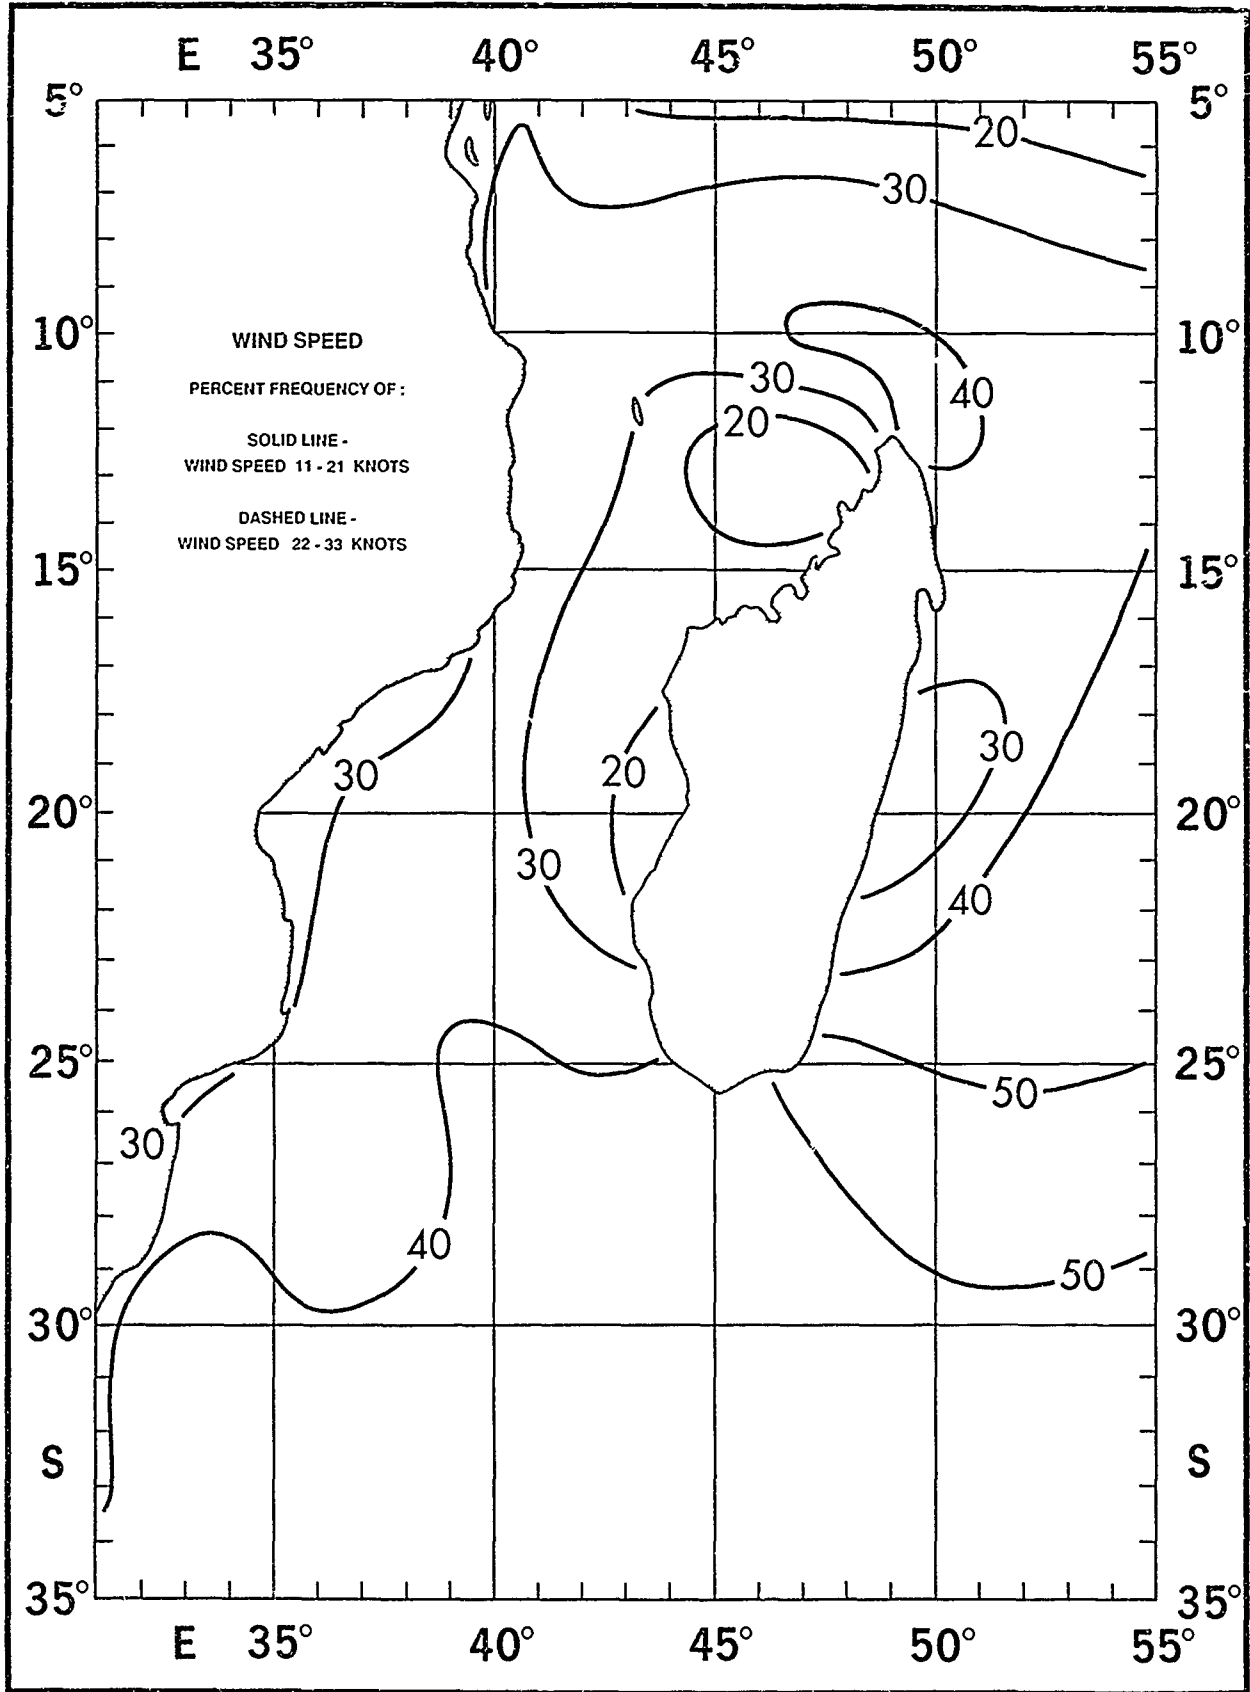 E 35° 40° 45° 50° 55°
5° 5°
20
30
10° 10°
WIND SPEED
PERCENT FREQUENCY OF :
SOLID LINE -
WIND SPEED 11 - 21 KNOTS
DASHED LINE -
WIND SPEED 22 - 33 KNOTS
30
40
20
15° 15°
30
30
20
20° 20°
30
40
25° 25°
50
30
40
50
30° 30°
S S
35° 35°
E 35° 40° 45° 50° 55°